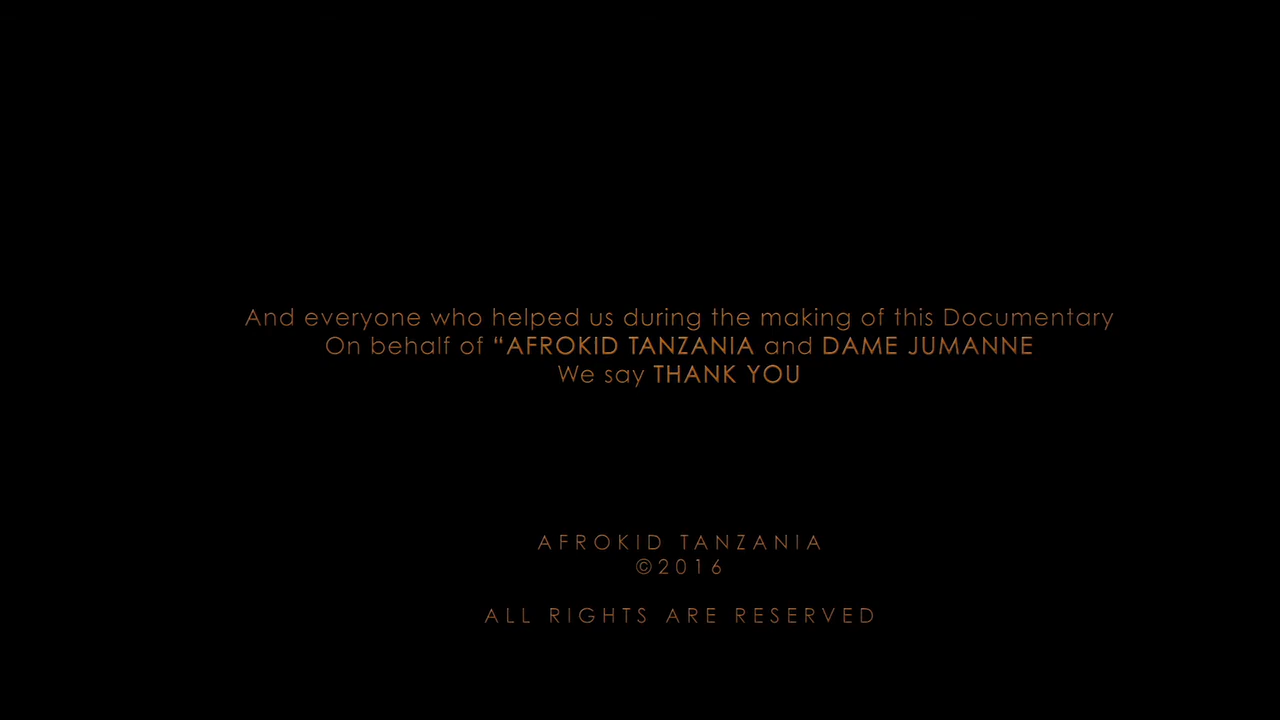 And everyone who helped us during the making of this Documentary
On behalf of “AFROKID TANZANIA and DAME JUMANNE
We say THANK YOU
AFROKID TANZANIA
©2016
ALL RIGHTS ARE RESERVED